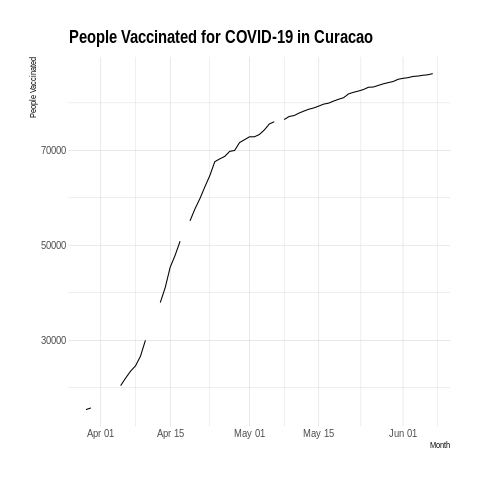 People Vaccinated for COVID-19 in Curacao
People Vaccinated
70000
50000
30000
Apr 01 Apr 15 May 01 May 15 Jun 01
Month